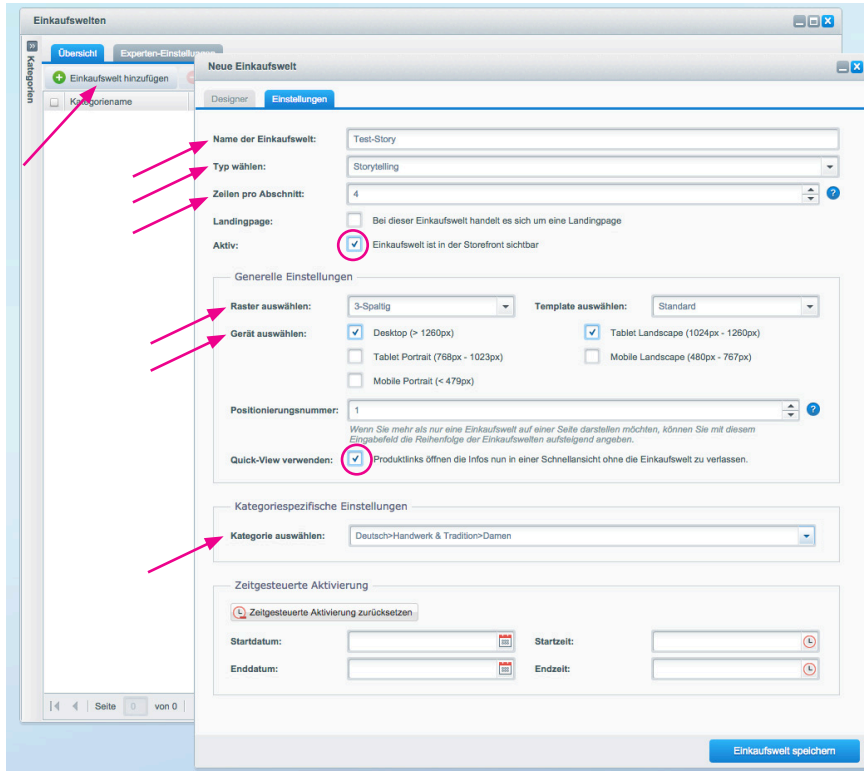 Einkaufswelten
Kategorien
Übersicht
Experten-Einstellungen
Einkaufswelt hinzufügen
Kategoriename
Neue Einkaufswelt
Designer
Einstellungen
Name der Einkaufswelt: Test-Story
Typ wählen: Storytelling
Zeilen pro Abschnitt: 4
Landingpage: Bei dieser Einkaufswelt handelt es sich um eine Landingpage
Aktiv: Einkaufswelt ist in der Storefront sichtbar
Generelle Einstellungen
Raster auswählen: 3-Spaltig Template auswählen: Standard
Gerät auswählen: Desktop (> 1260px) Tablet Landscape (1024px - 1260px)
Tablet Portrait (768px - 1023px) Mobile Landscape (480px - 767px)
Mobile Portrait (< 479px)
Positionierungsnummer: 1
Wenn Sie mehr als nur eine Einkaufswelt auf einer Seite darstellen möchten, können Sie mit diesem
Eingabefeld die Reihenfolge der Einkaufswelten aufsteigend angeben.
Quick-View verwenden: Produktlinks öffnen die Infos nun in einer Schnellansicht ohne die Einkaufswelt zu verlassen.
Kategoriespezifische Einstellungen
Kategorie auswählen: Deutsch>Handwerk & Tradition>Damen
Zeitgesteuerte Aktivierung
Zeitgesteuerte Aktivierung zurücksetzen
Startdatum: Startzeit:
Enddatum: Endzeit:
Seite 0 von 0
Einkaufswelt speichern